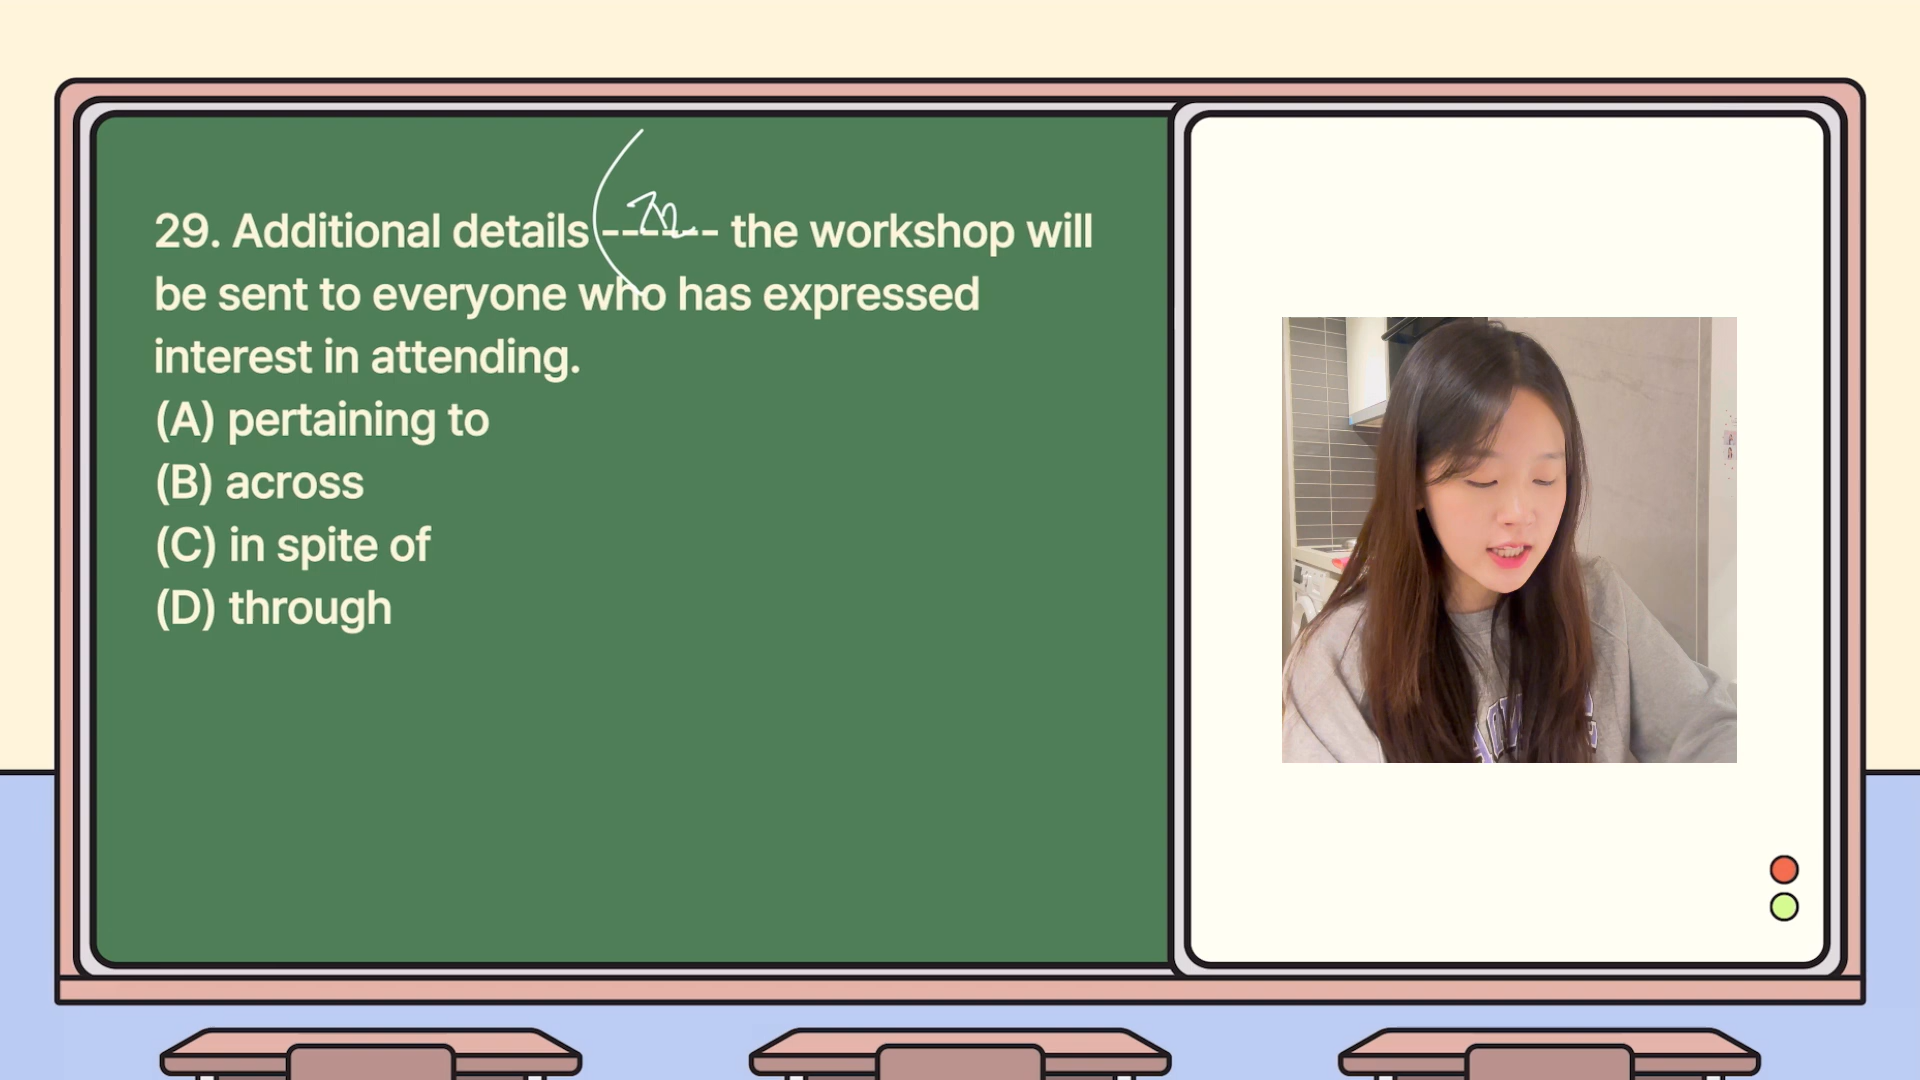 29. Additional details ------ the workshop will
be sent to everyone who has expressed
interest in attending.
(A) pertaining to
(B) across
(C) in spite of
(D) through